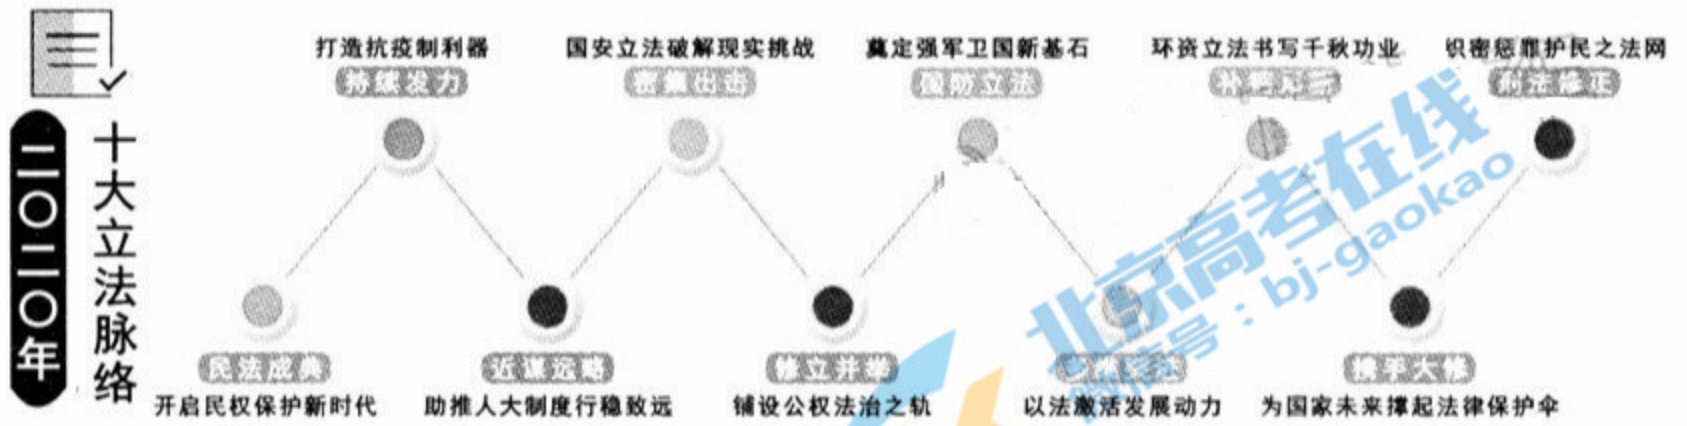 二〇二〇年
十大立法脉络
打造抗疫制利器
持续发力
国安立法破解现实挑战
密集出击
奠定强军卫国新基石
国防立法
环资立法书写千秋功业
织密惩罪护民之法网
刑法修正
民法成典
开启民权保护新时代
近谋远略
助推人大制度行稳致远
修立并举
铺设公权法治之轨
以法激活发展动力
携手大修
为国家未来撑起法律保护伞
北京高考在线
微信号：bj-gaokao